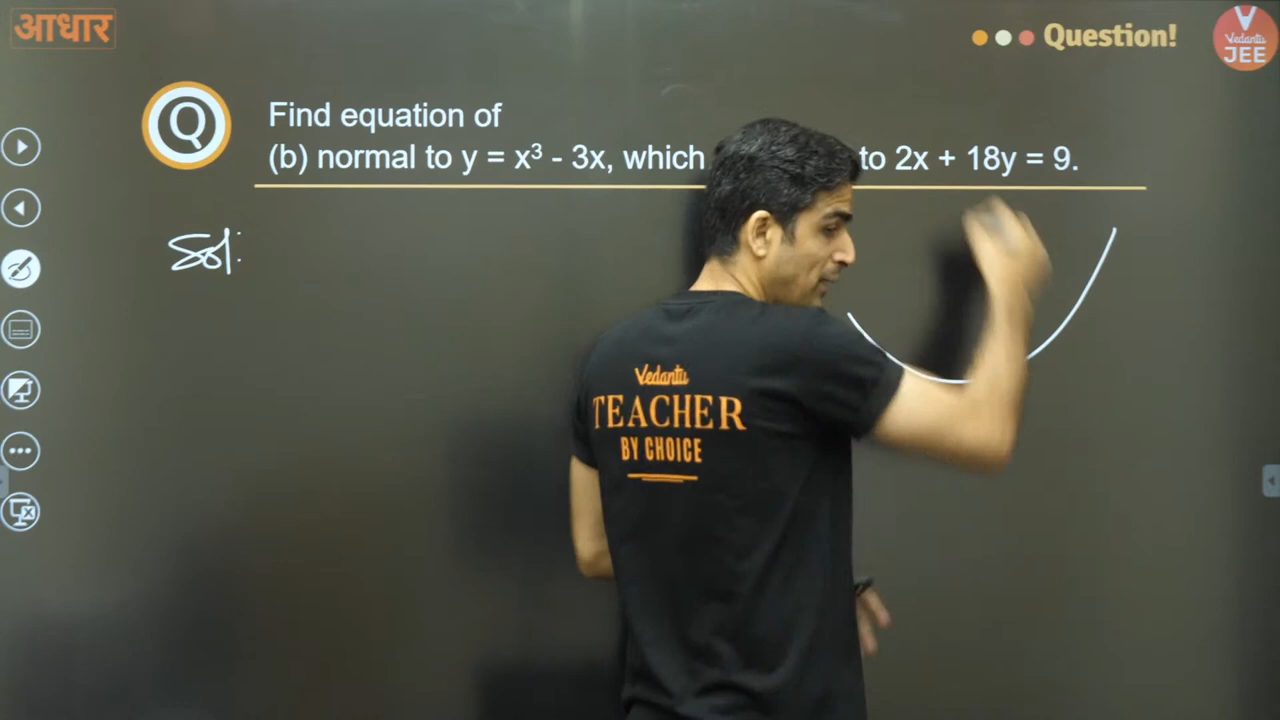 आधार
Question!
Vedantu
JEE
Q
Find equation of
(b) normal to y = x³ - 3x, which to 2x + 18y = 9.
Sol:
Vedantu
TEACHER
BY CHOICE